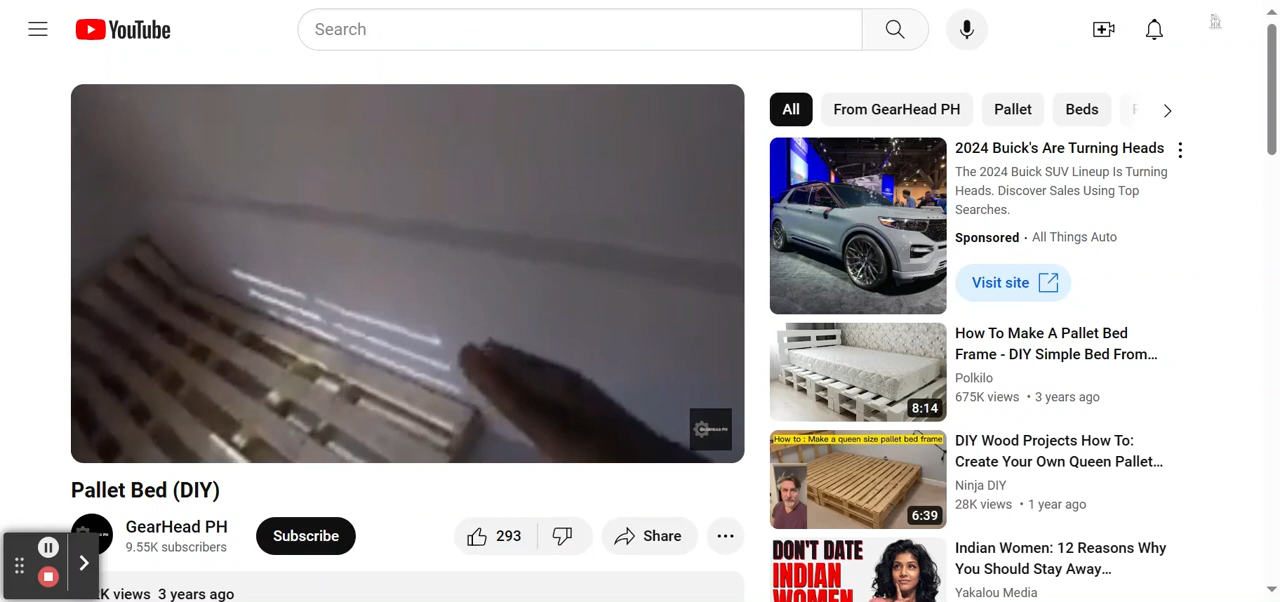 YouTube
Search
All
From GearHead PH
Pallet
Beds
2024 Buick's Are Turning Heads
The 2024 Buick SUV Lineup Is Turning
Heads. Discover Sales Using Top
Searches.
Sponsored · All Things Auto
Visit site
How To Make A Pallet Bed
Frame - DIY Simple Bed From...
Polkilo
675K views • 3 years ago
8:14
How to : Make a queen size pallet bed frame
DIY Wood Projects How To:
Create Your Own Queen Pallet...
Ninja DIY
28K views • 1 year ago
6:39
DON'T DATE
INDIAN
WOMEN
Indian Women: 12 Reasons Why
You Should Stay Away...
Yakalou Media
GEARHEAD PH
Pallet Bed (DIY)
GearHead PH
9.55K subscribers
Subscribe
293
Share
K views 3 years ago